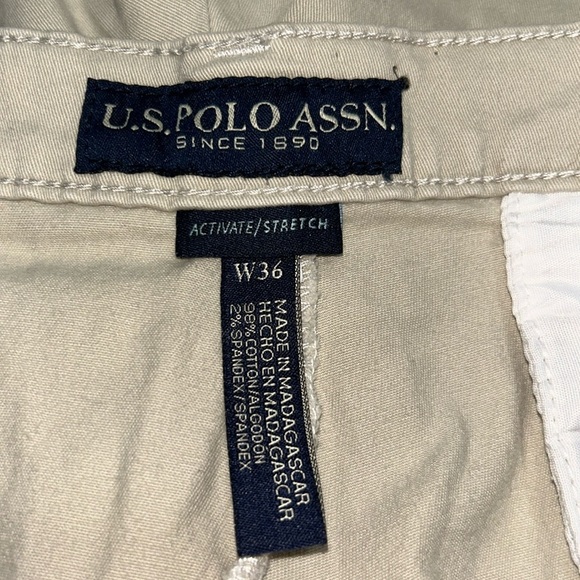 U.S. POLO ASSN.
SINCE 1890
ACTIVATE/STRETCH
W36
MADE IN MADAGASCAR
HECHO EN MADAGASCAR
98% COTTON/ALGODON
2% SPANDEX/SPANDEX